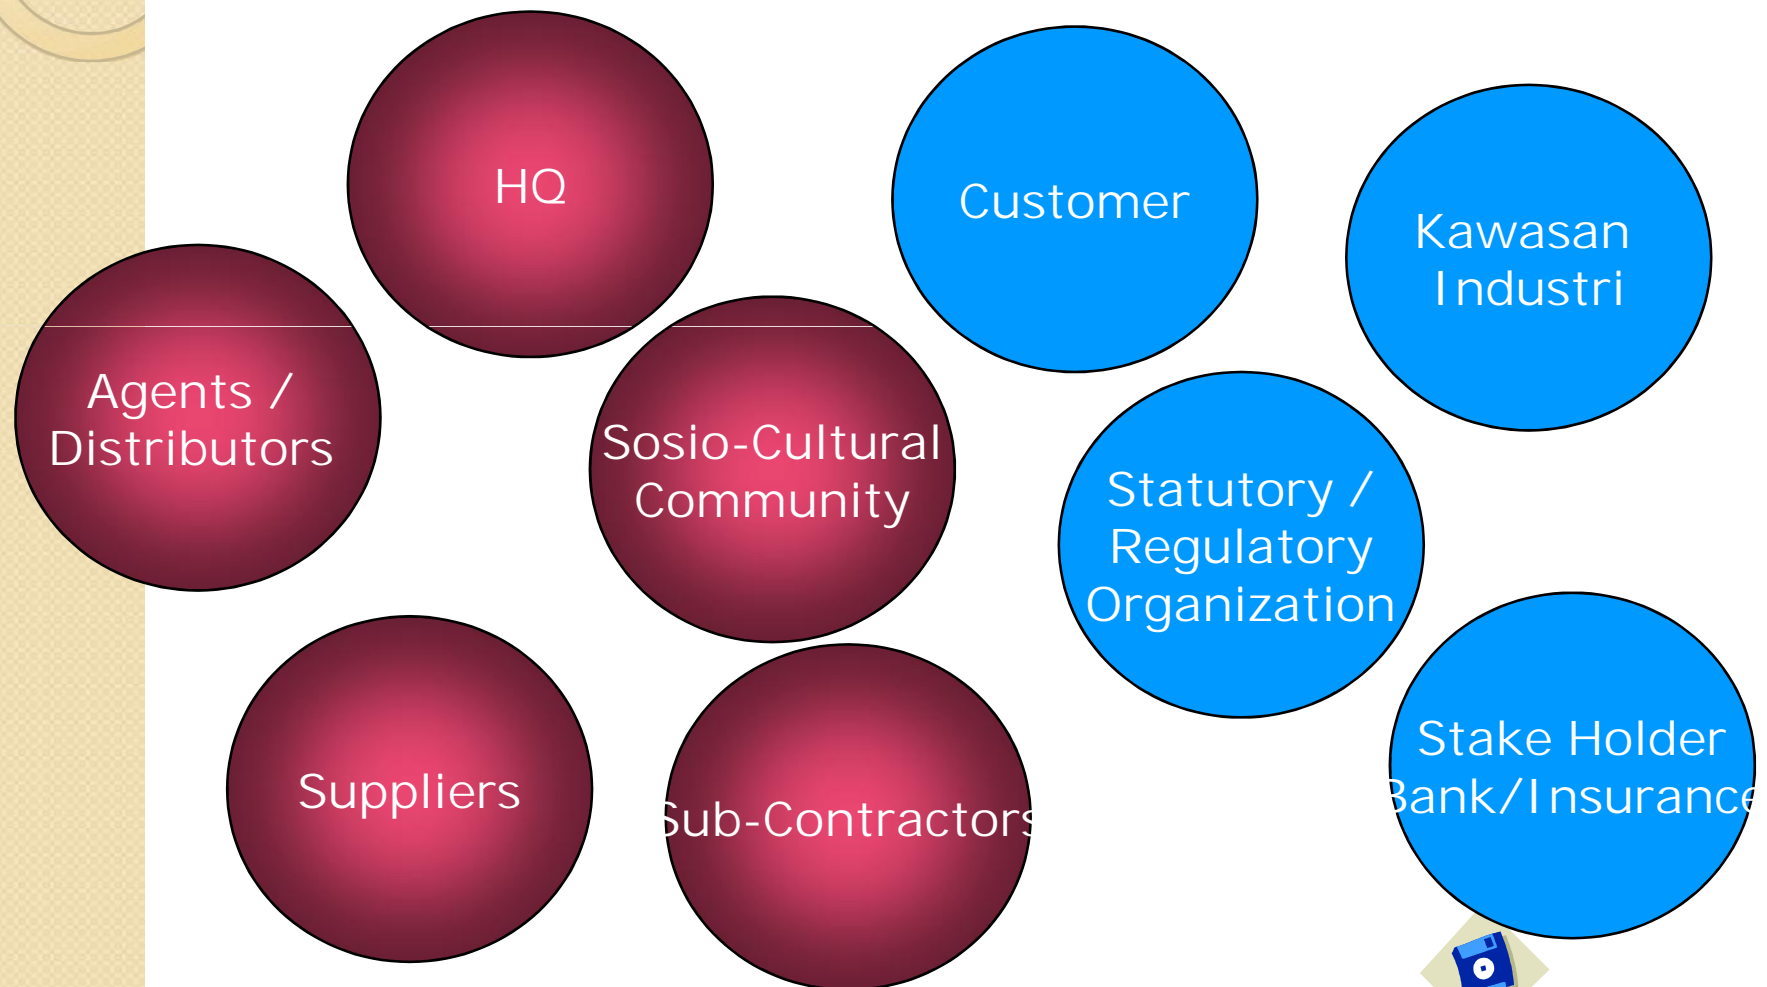 HQ
Customer
Kawasan
Industri
Agents /
Distributors
Sosio-Cultural
Community
Statutory /
Regulatory
Organization
Suppliers
Sub-Contractors
Stake Holder
Bank/Insurance